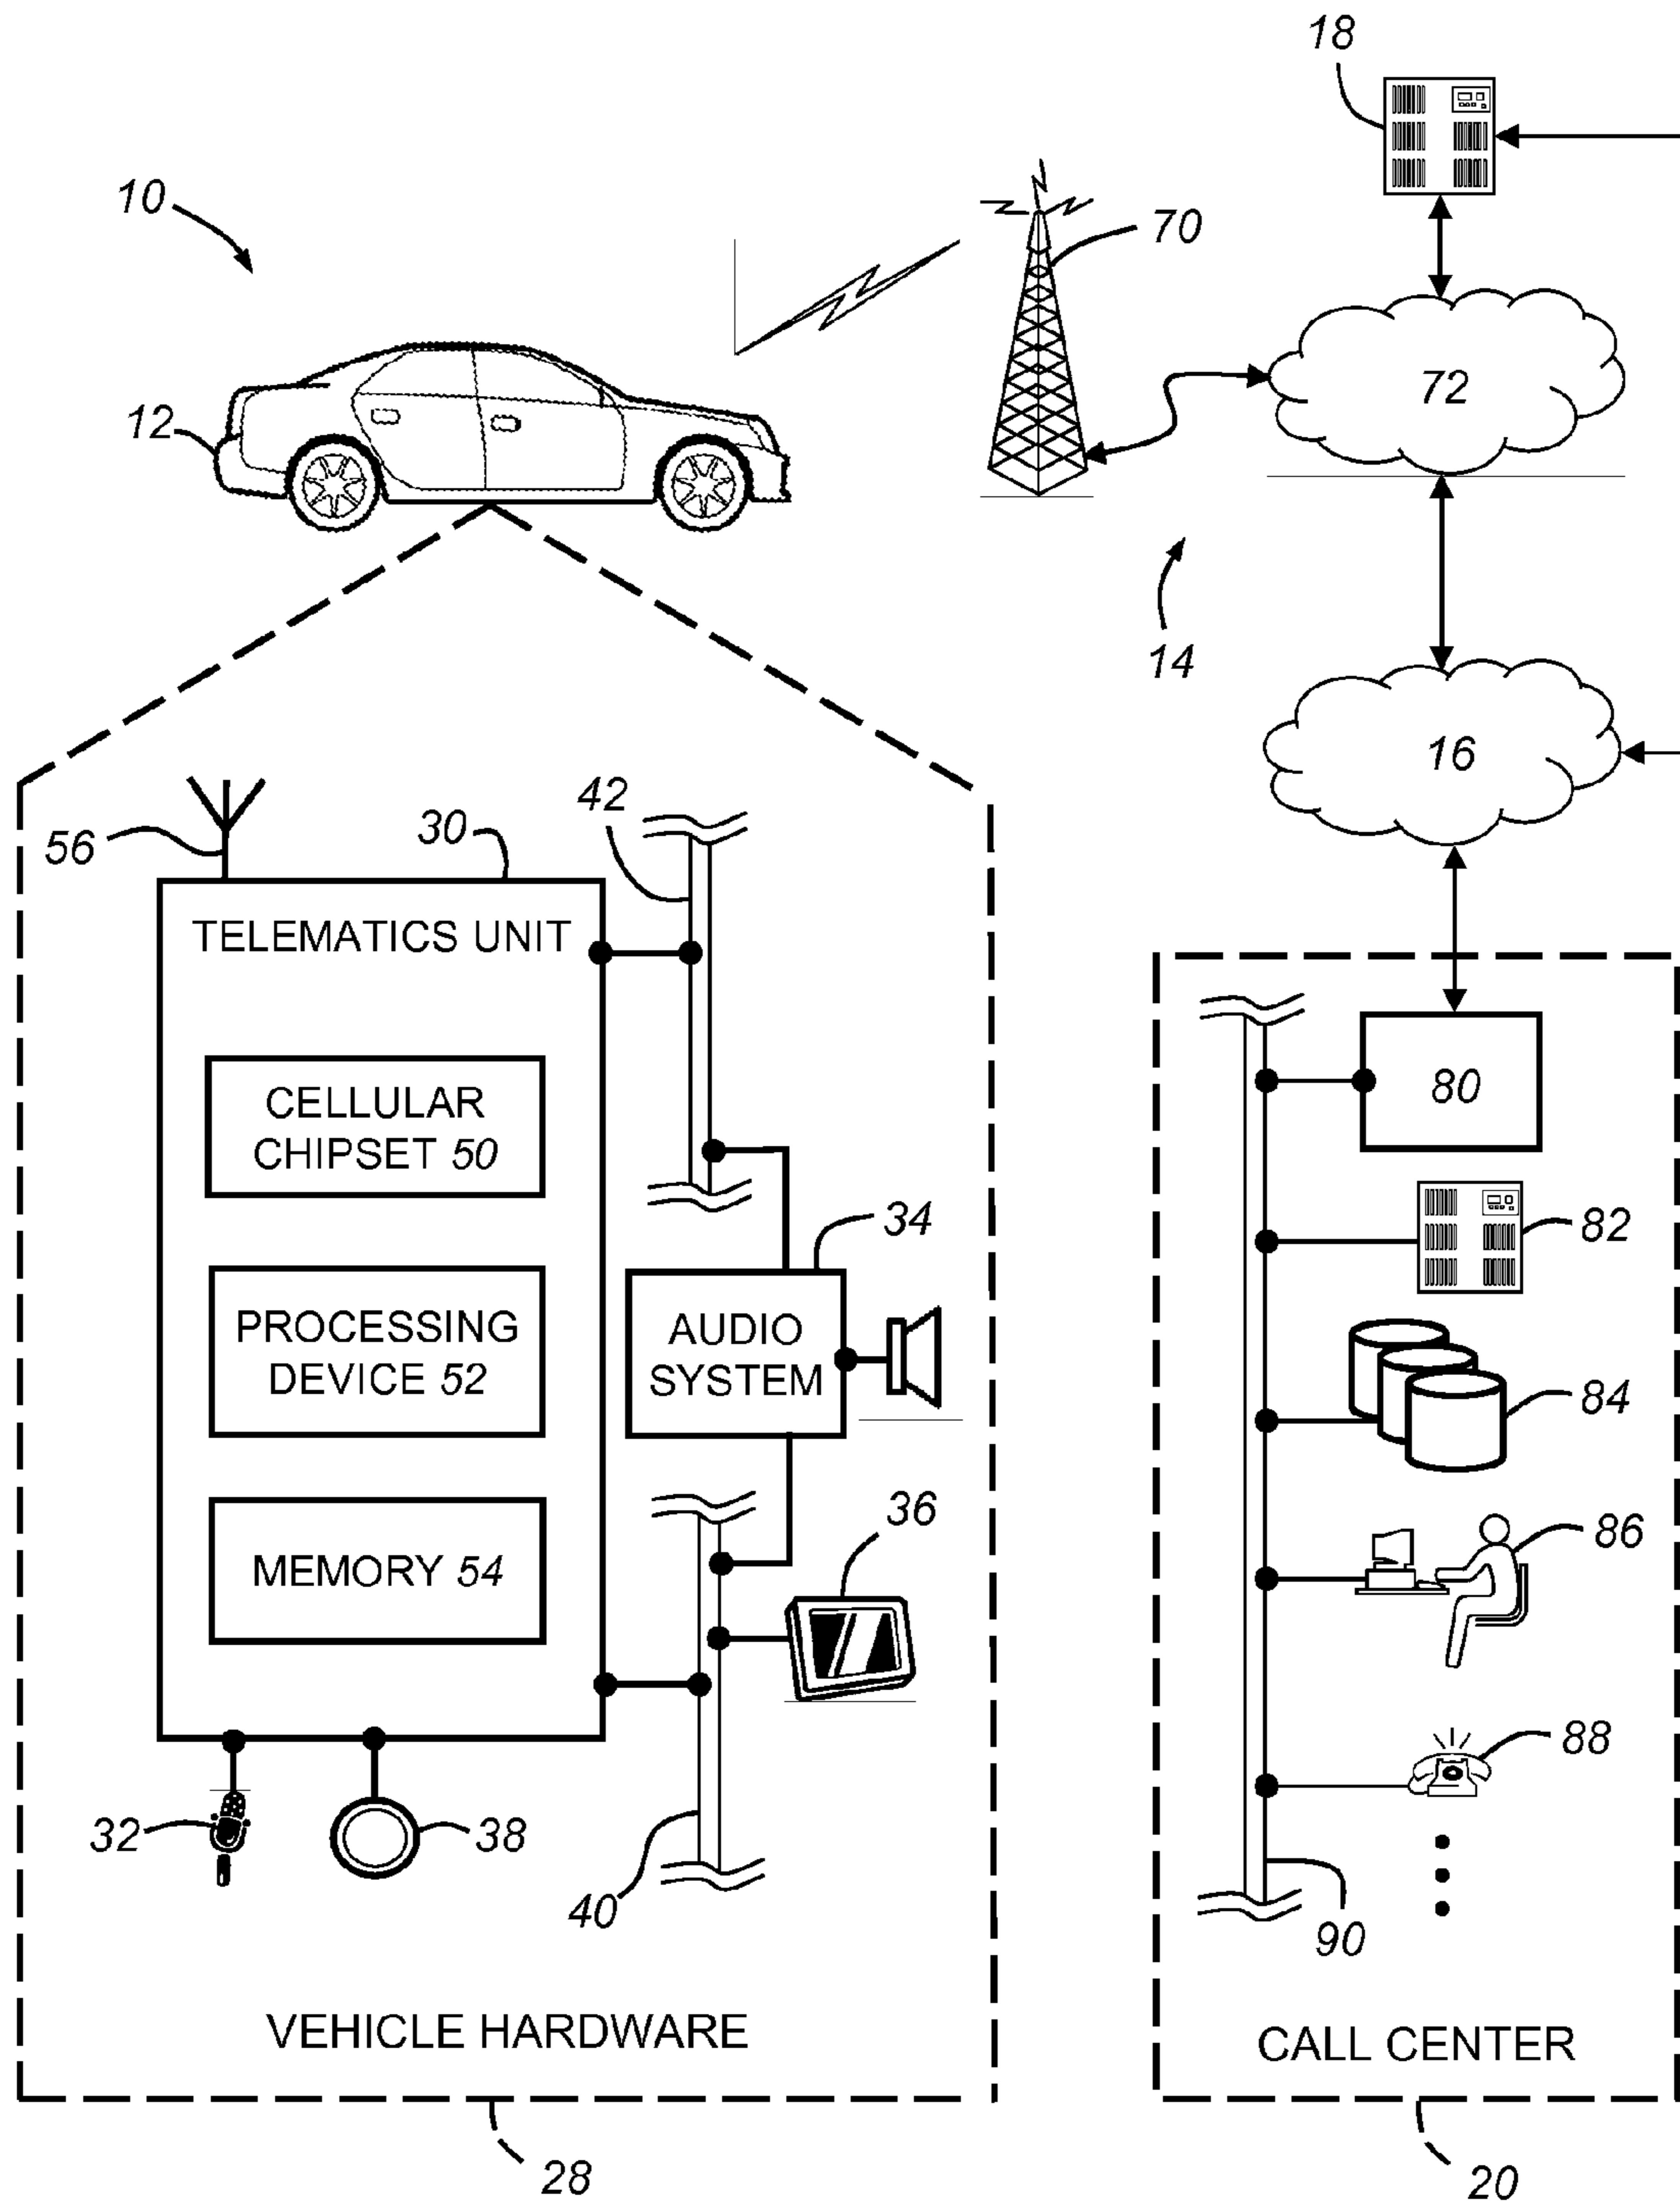 18
10
70
12
72
14
16
42
56
30
TELEMATICS UNIT
CELLULAR
CHIPSET 50
80
34
82
PROCESSING
DEVICE 52
AUDIO
SYSTEM
84
36
86
MEMORY 54
88
32
38
40
90
VEHICLE HARDWARE
CALL CENTER
28
20